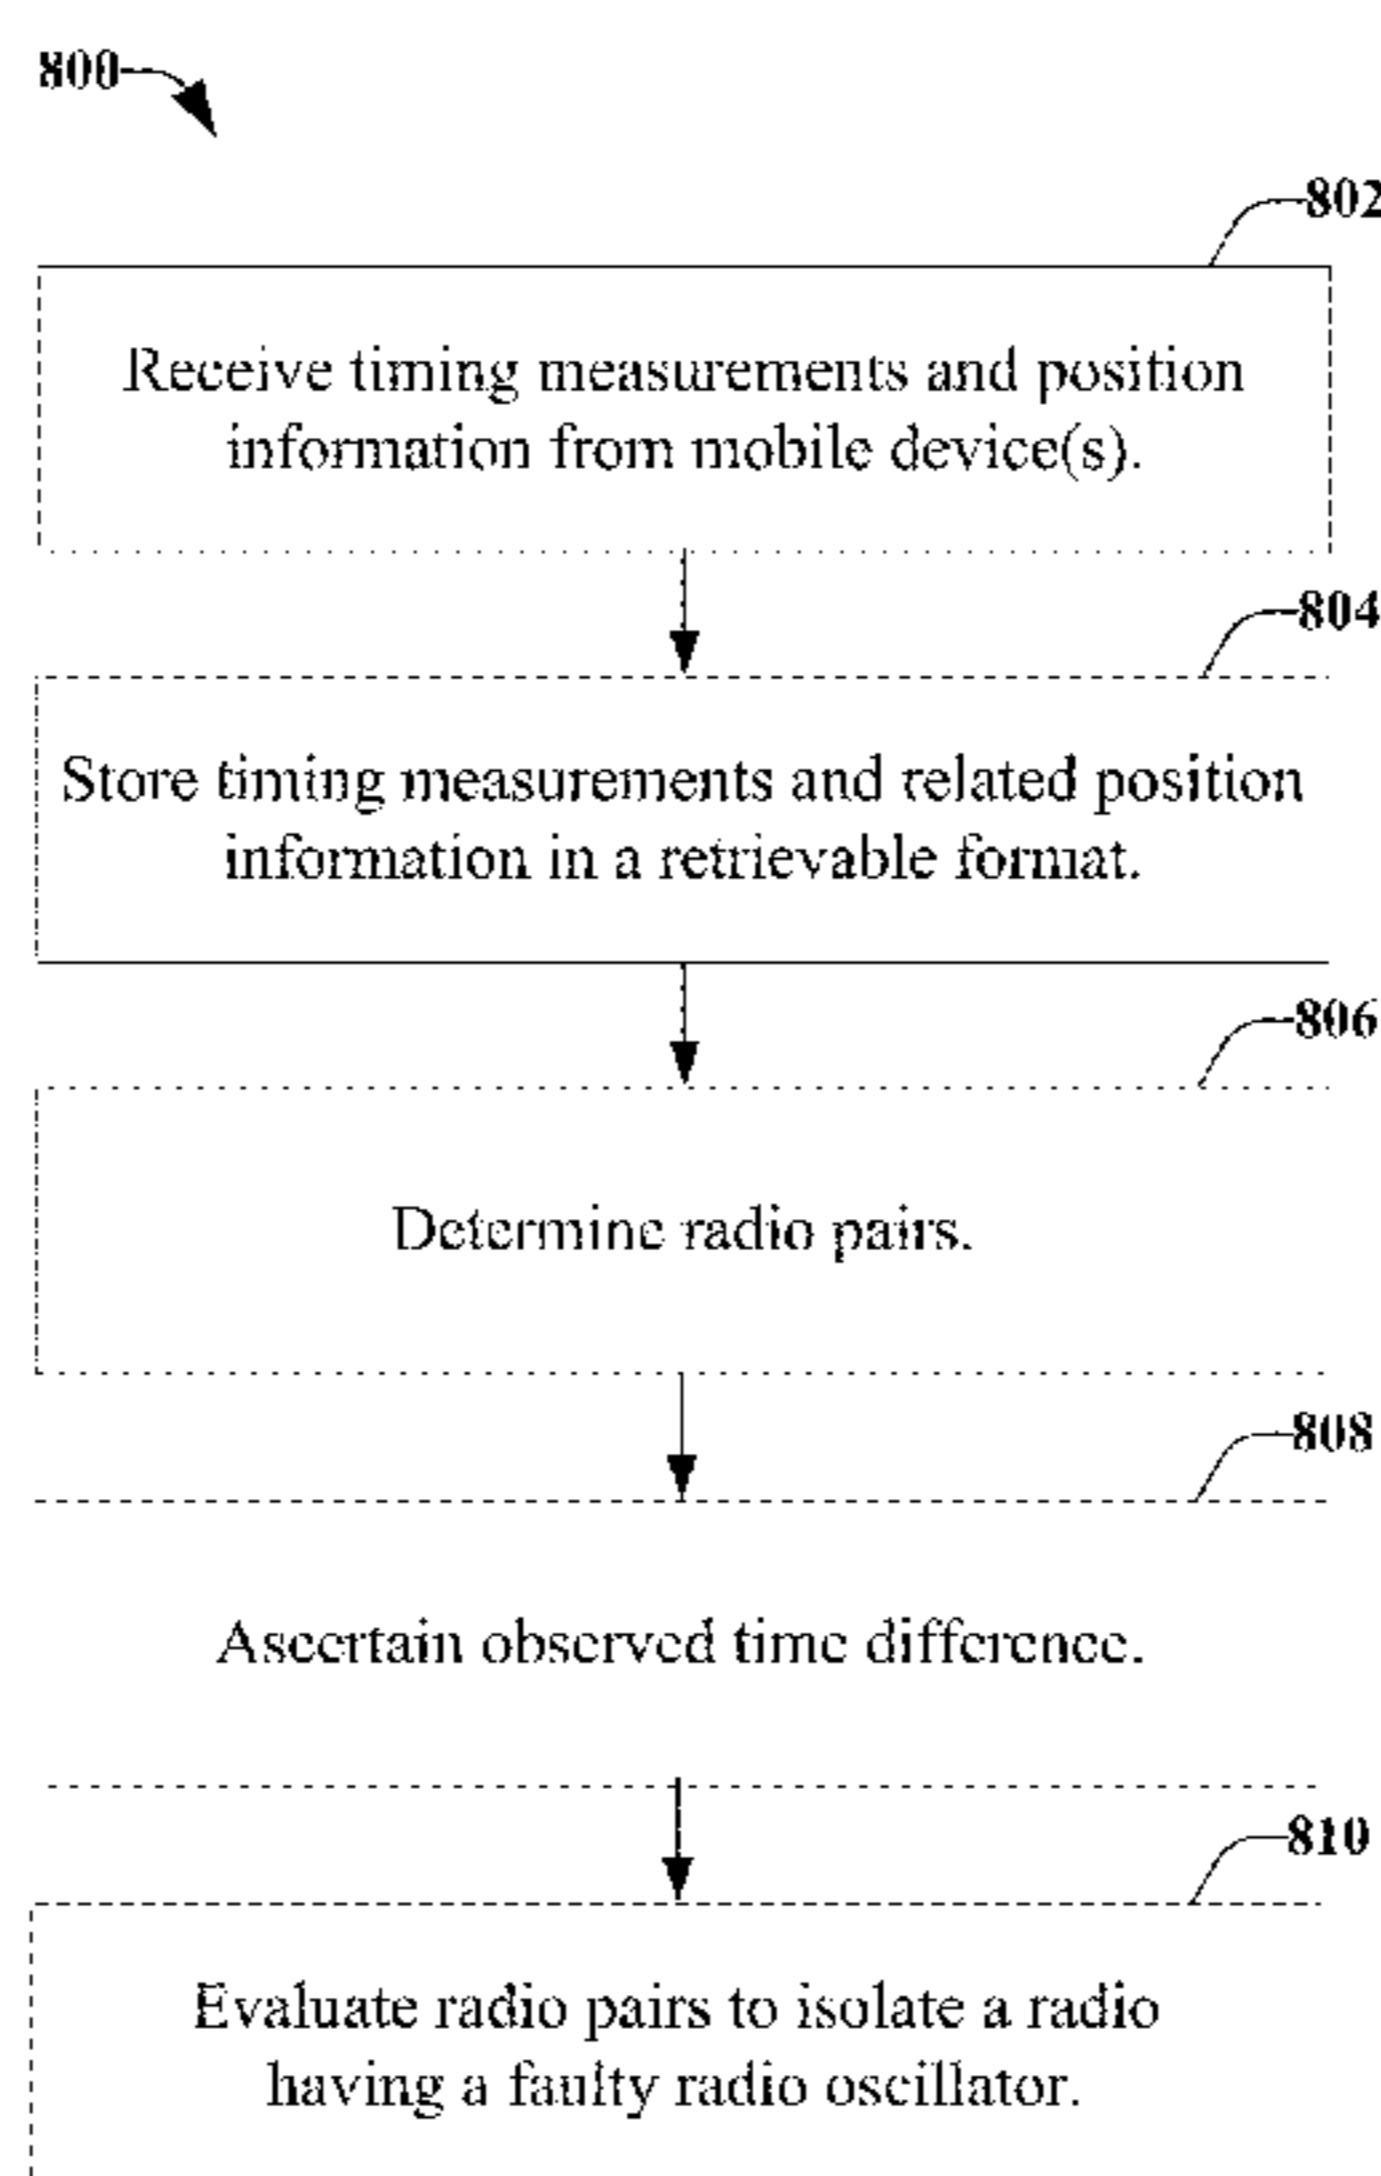 800
802
Receive timing measurements and position
information from mobile device(s).
804
Store timing measurements and related position
information in a retrievable format.
806
Determine radio pairs.
808
Ascertain observed time difference.
810
Evaluate radio pairs to isolate a radio
having a faulty radio oscillator.